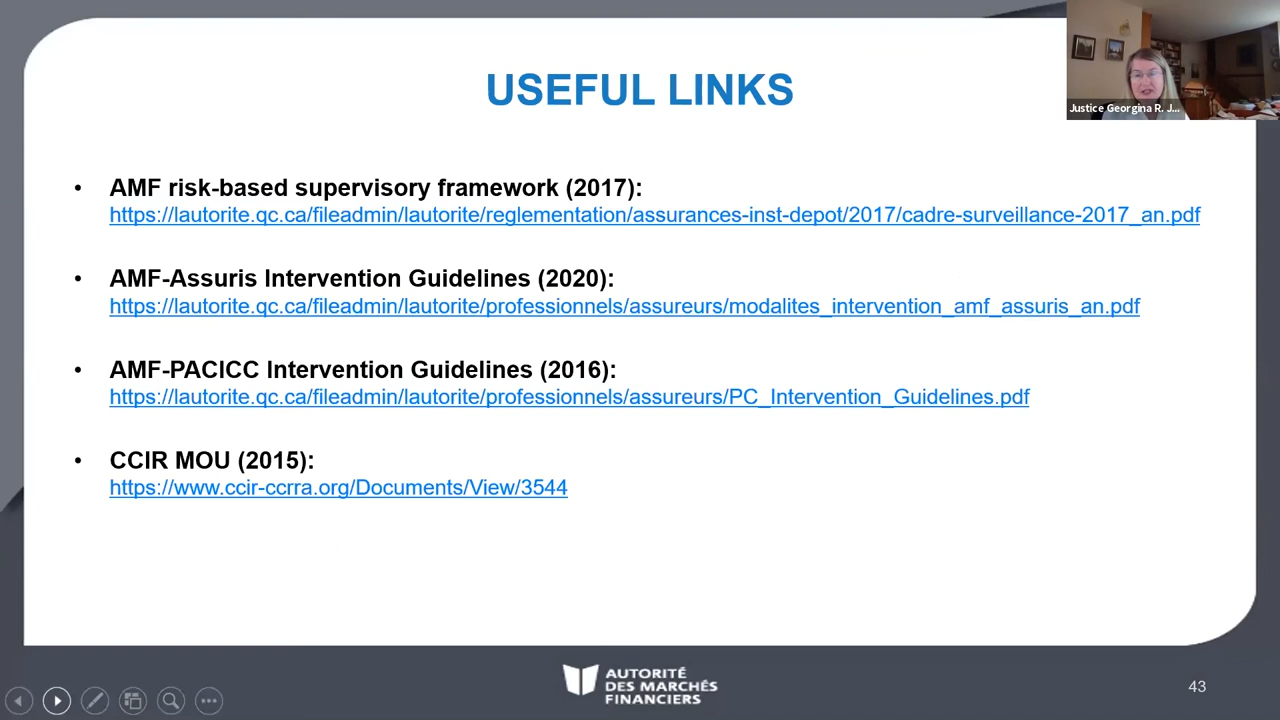 USEFUL LINKS
Justice Georgina R. J...
• AMF risk-based supervisory framework (2017):
https://lautorite.qc.ca/fileadmin/lautorite/reglementation/assurances-inst-depot/2017/cadre-surveillance-2017_an.pdf
• AMF-Assuris Intervention Guidelines (2020):
https://lautorite.qc.ca/fileadmin/lautorite/professionnels/assureurs/modalites_intervention_amf_assuris_an.pdf
• AMF-PACICC Intervention Guidelines (2016):
https://lautorite.qc.ca/fileadmin/lautorite/professionnels/assureurs/PC_Intervention_Guidelines.pdf
• CCIR MOU (2015):
https://www.ccir-ccrra.org/Documents/View/3544
AUTORITÉ
DES MARCHÉS
FINANCIERS
43